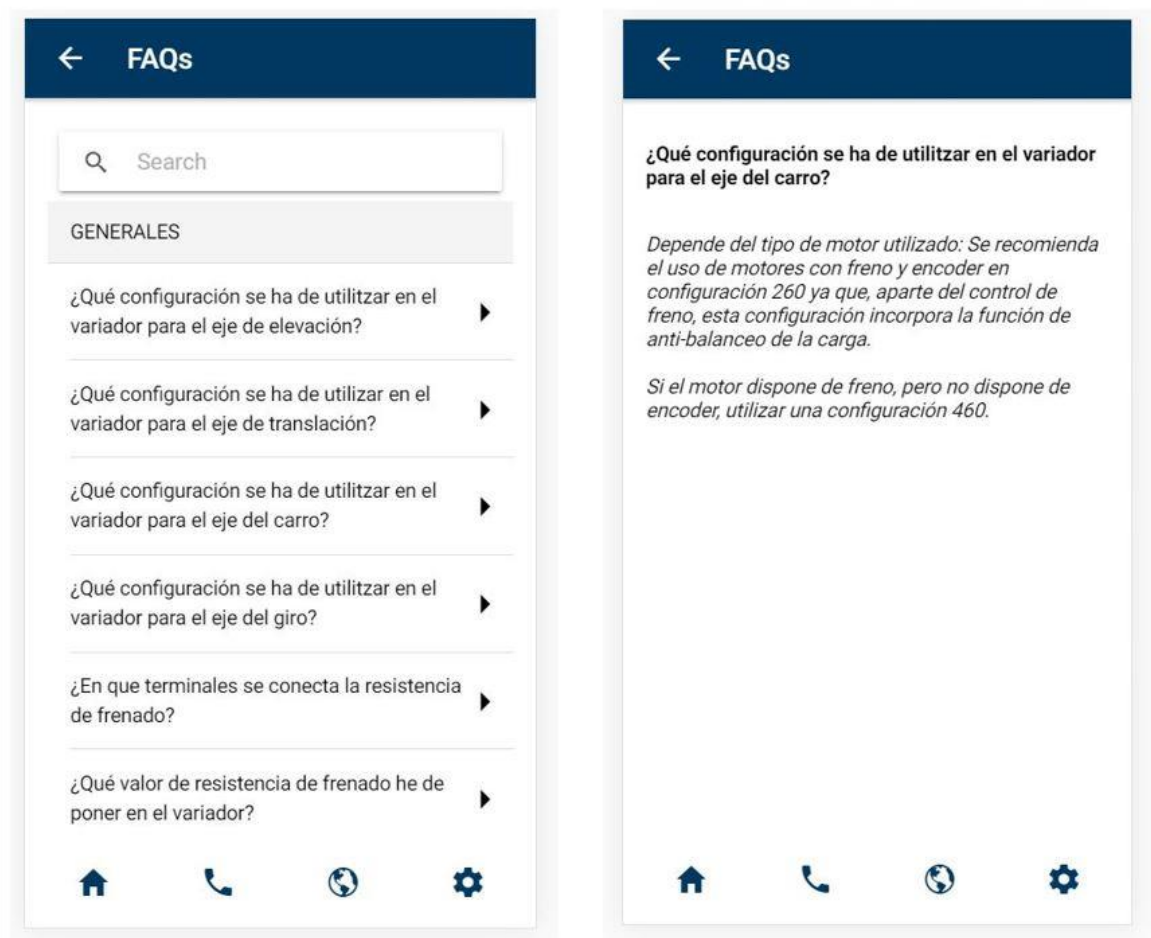 FAQs
Search
GENERALES
¿Qué configuración se ha de utilitzar en el
variador para el eje de elevación?
¿Qué configuración se ha de utilizar en el
variador para el eje de translación?
¿Qué configuración se ha de utilitzar en el
variador para el eje del carro?
¿Qué configuración se ha de utilitzar en el
variador para el eje del giro?
¿En que terminales se conecta la resistencia
de frenado?
¿Qué valor de resistencia de frenado he de
poner en el variador?
FAQs
¿Qué configuración se ha de utilitzar en el variador
para el eje del carro?
Depende del tipo de motor utilizado: Se recomienda
el uso de motores con freno y encoder en
configuración 260 ya que, aparte del control de
freno, esta configuración incorpora la función de
anti-balanceo de la carga.
Si el motor dispone de freno, pero no dispone de
encoder, utilizar una configuración 460.